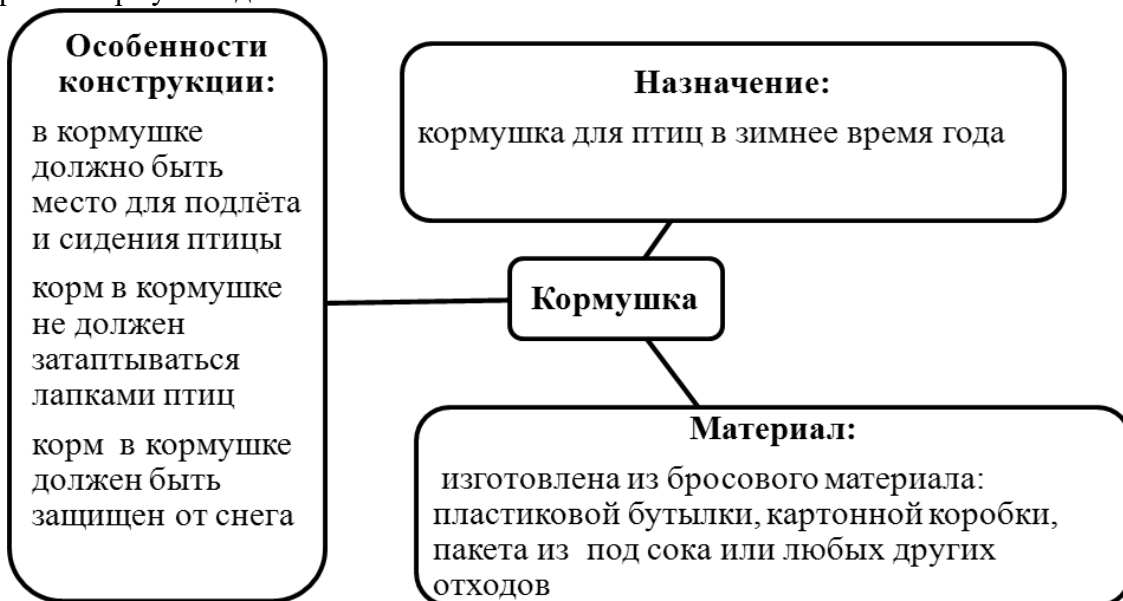 Особенности
конструкции:
в кормушке
должно быть
место для подлёта
и сидения птицы
корм в кормушке
не должен
затаптываться
лапками птиц
корм в кормушке
должен быть
защищен от снега
Назначение:
кормушка для птиц в зимнее время года
Кормушка
Материал:
изготовлена из бросового материала:
пластиковой бутылки, картонной коробки,
пакета из под сока или любых других
отходов